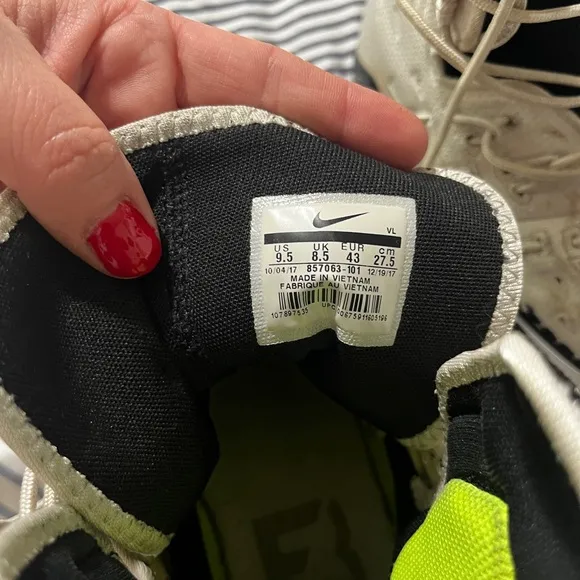 VL
US UK EUR cm
9.5 8.5 43 27.5
10/04/17 857063-101 12/19/17
MADE IN VIETNAM
FABRIQUE AU VIETNAM